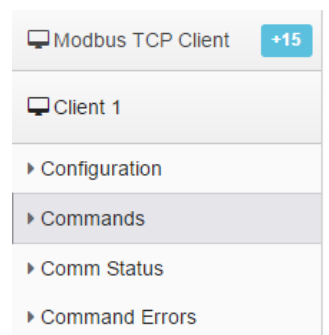 Modbus TCP Client +15
Client 1
Configuration
Commands
Comm Status
Command Errors